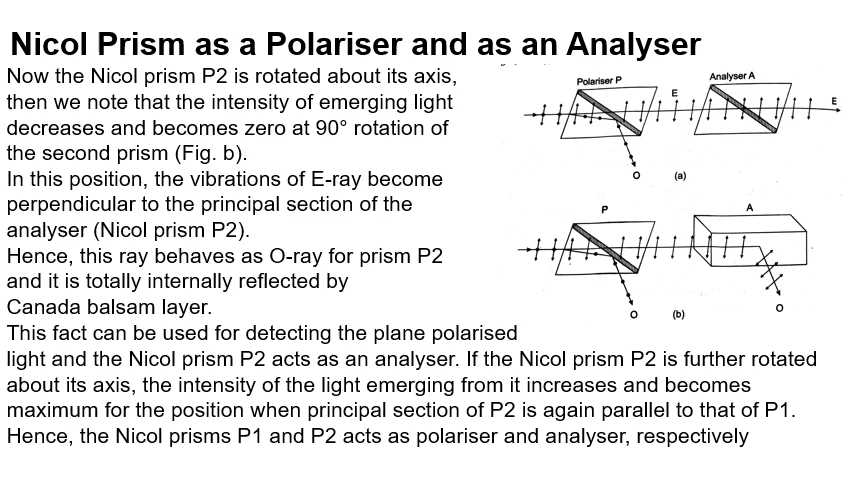 Nicol Prism as a Polariser and as an Analyser
Now the Nicol prism P2 is rotated about its axis,
then we note that the intensity of emerging light
decreases and becomes zero at 90° rotation of
the second prism (Fig. b).
In this position, the vibrations of E-ray become
perpendicular to the principal section of the
analyser (Nicol prism P2).
Hence, this ray behaves as O-ray for prism P2
and it is totally internally reflected by
Canada balsam layer.
This fact can be used for detecting the plane polarised
light and the Nicol prism P2 acts as an analyser. If the Nicol prism P2 is further rotated
about its axis, the intensity of the light emerging from it increases and becomes
maximum for the position when principal section of P2 is again parallel to that of P1.
Hence, the Nicol prisms P1 and P2 acts as polariser and analyser, respectively
Polariser P
E
Analyser A
E
O
(a)
P
A
O
(b)
O